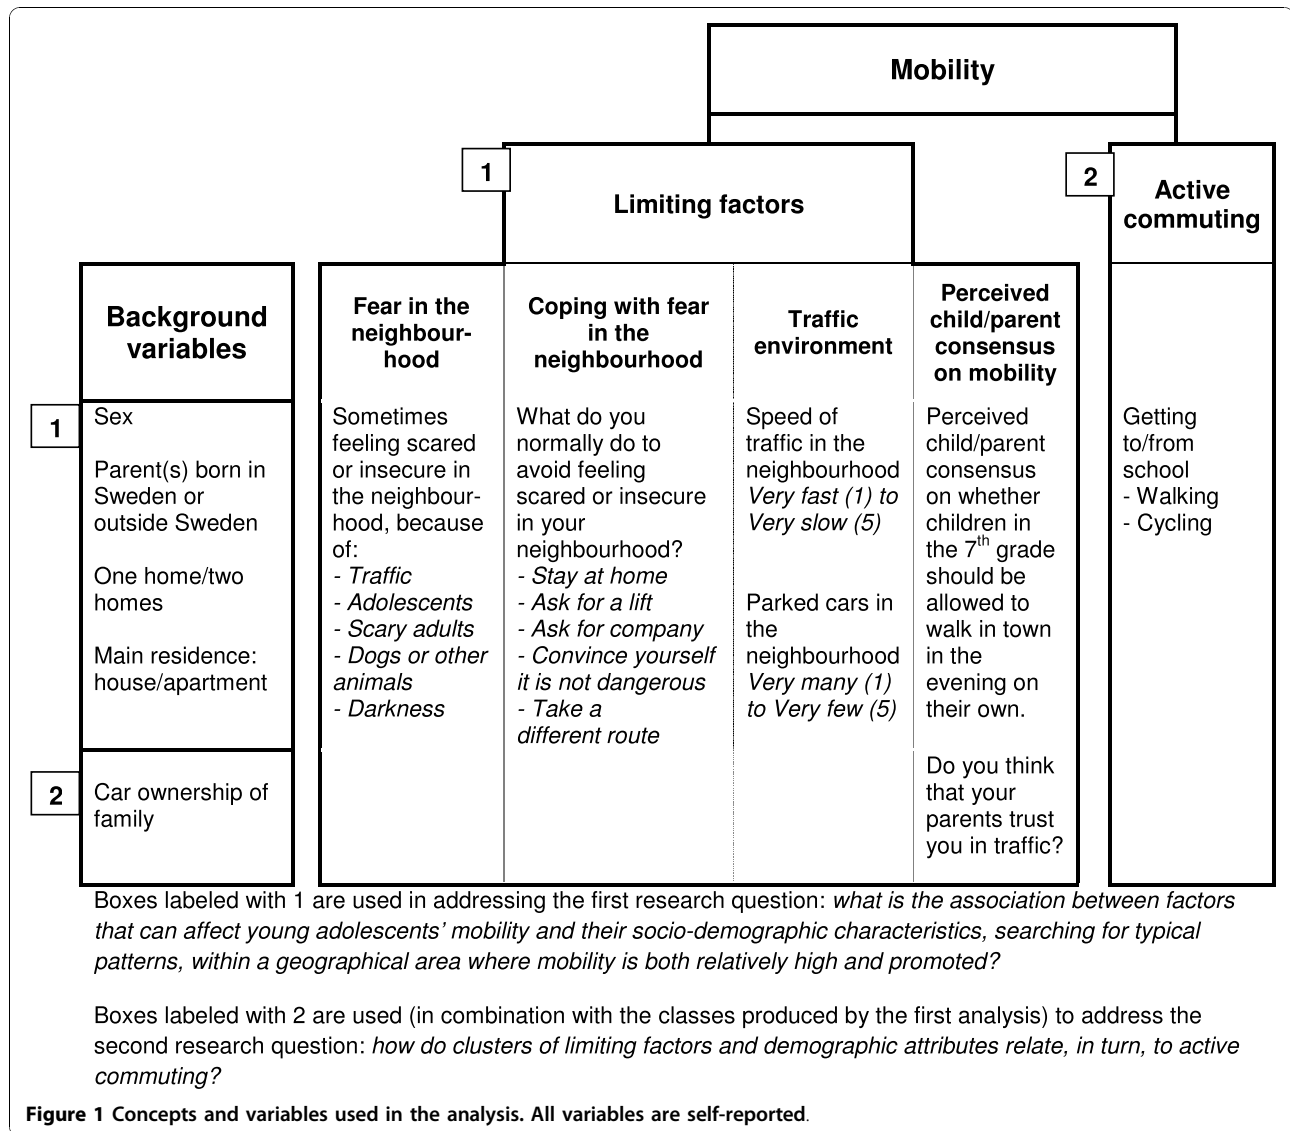 Mobility
1
Limiting factors
2
Active
commuting
Background
variables
Fear in the
neighbour-
hood
Coping with fear
in the
neighbourhood
Traffic
environment
Perceived
child/parent
consensus
on mobility
1
Sex
Parent(s) born in
Sweden or
outside Sweden
One home/two
homes
Main residence:
house/apartment
Sometimes
feeling scared
or insecure in
the neighbour-
hood, because
of:
- Traffic
- Adolescents
- Scary adults
- Dogs or other
animals
- Darkness
What do you
normally do to
avoid feeling
scared or insecure
in your
neighbourhood?
- Stay at home
- Ask for a lift
- Ask for company
- Convince yourself
it is not dangerous
- Take a
different route
Speed of
traffic in the
neighbourhood
Very fast (1) to
Very slow (5)
Parked cars in
the
neighbourhood
Very many (1)
to Very few (5)
Perceived
child/parent
consensus
on whether
children in
the 7th grade
should be
allowed to
walk in town
in the
evening on
their own.
Do you think
that your
parents trust
you in traffic?
Getting
to/from
school
- Walking
- Cycling
2
Car ownership of
family
Boxes labeled with 1 are used in addressing the first research question: what is the association between factors
that can affect young adolescents' mobility and their socio-demographic characteristics, searching for typical
patterns, within a geographical area where mobility is both relatively high and promoted?
Boxes labeled with 2 are used (in combination with the classes produced by the first analysis) to address the
second research question: how do clusters of limiting factors and demographic attributes relate, in turn, to active
commuting?
Figure 1 Concepts and variables used in the analysis. All variables are self-reported.